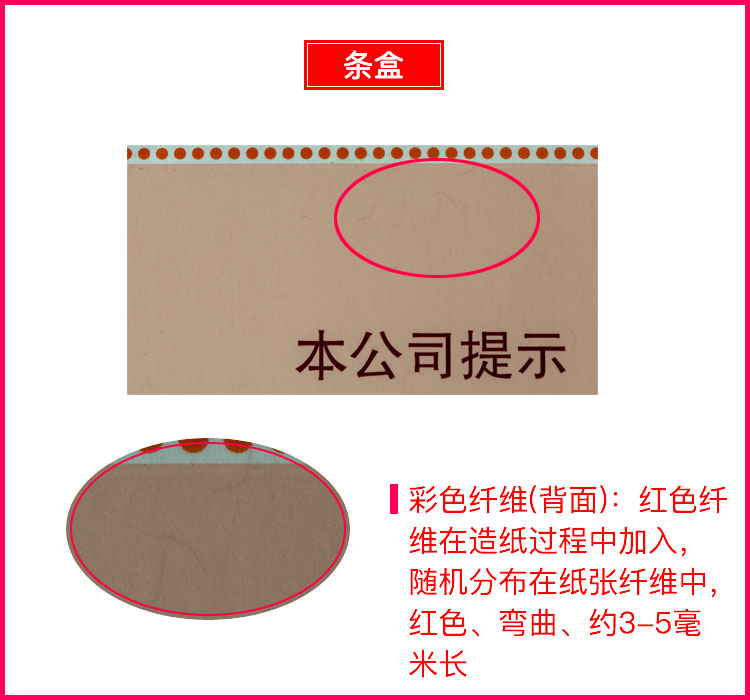 条盒
本公司提示
彩色纤维(背面)：红色纤
维在造纸过程中加入，
随机分布在纸张纤维中，
红色、弯曲、约3-5毫
米长